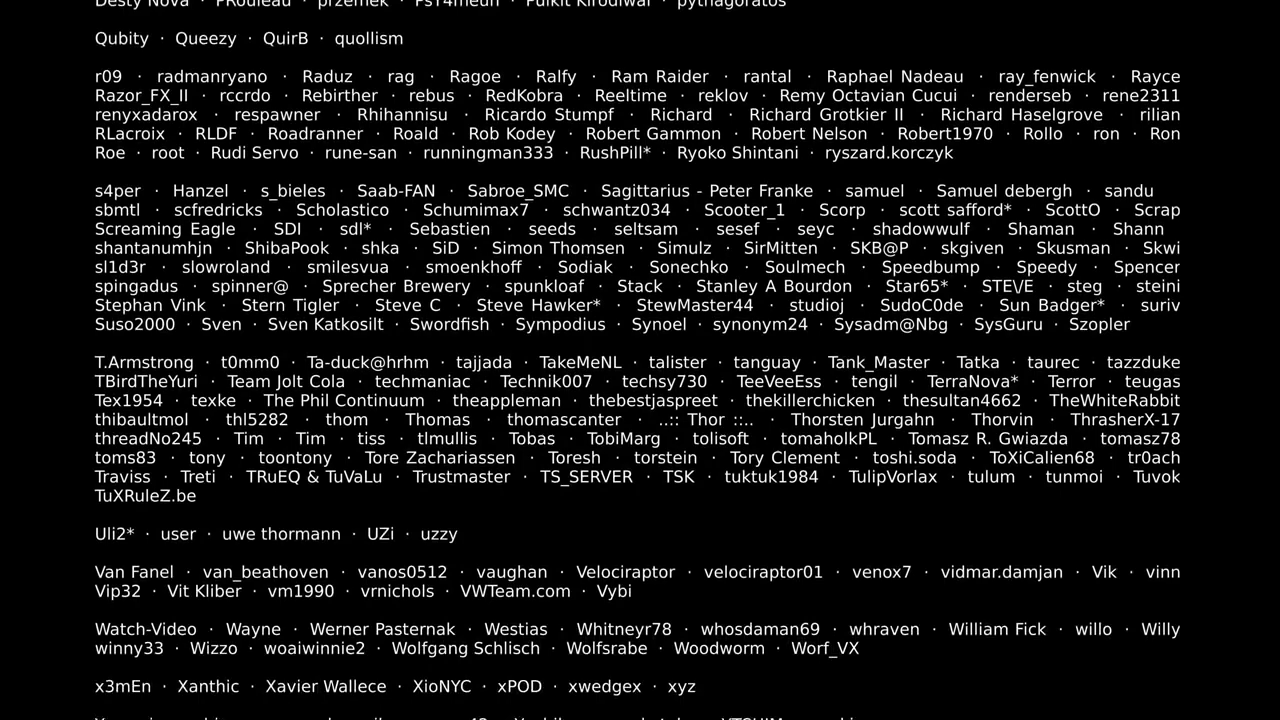 Desty Nova · PRouleau · przemek · PsT4meun · Pulkit Kirodiwal · pythagoratos
Qubity · Queezy · QuirB · quollism
r09 · radmanryano · Raduz · rag · Ragoe · Ralfy · Ram Raider · rantal · Raphael Nadeau · ray_fenwick · Rayce
Razor_FX_II · rccrdo · Rebirther · rebus · RedKobra · Reeltime · reklov · Remy Octavian Cucui · renderseb · rene2311
renyxadarox · respawner · Rhihannisu · Ricardo Stumpf · Richard · Richard Grotkier II · Richard Haselgrove · rilian
RLacroix · RLDF · Roadranner · Roald · Rob Kodey · Robert Gammon · Robert Nelson · Robert1970 · Rollo · ron · Ron
Roe · root · Rudi Servo · rune-san · runningman333 · RushPill* · Ryoko Shintani · ryszard.korczyk
s4per · Hanzel · s_bieles · Saab-FAN · Sabroe_SMC · Sagittarius - Peter Franke · samuel · Samuel debergh · sandu
sbmtl · scfredricks · Scholastico · Schumimax7 · schwantz034 · Scooter_1 · Scorp · scott safford* · ScottO · Scrap
Screaming Eagle · SDI · sdl* · Sebastien · seeds · seltsam · sesef · seyc · shadowwulf · Shaman · Shann
shantanumhjn · ShibaPook · shka · SiD · Simon Thomsen · Simulz · SirMitten · SKB@P · skgiven · Skusman · Skwi
sl1d3r · slowroland · smilesvua · smoenkhoff · Sodiak · Sonechko · Soulmech · Speedbump · Speedy · Spencer
spingadus · spinner@ · Sprecher Brewery · spunkloaf · Stack · Stanley A Bourdon · Star65* · STE\/E · steg · steini
Stephan Vink · Stern Tigler · Steve C · Steve Hawker* · StewMaster44 · studioj · SudoC0de · Sun Badger* · suriv
Suso2000 · Sven · Sven Katkosilt · Swordfish · Sympodius · Synoel · synonym24 · Sysadm@Nbg · SysGuru · Szopler
T.Armstrong · t0mm0 · Ta-duck@hrhm · tajjada · TakeMeNL · talister · tanguay · Tank_Master · Tatka · taurec · tazzduke
TBirdTheYuri · Team Jolt Cola · techmaniac · Technik007 · techsy730 · TeeVeeEss · tengil · TerraNova* · Terror · teugas
Tex1954 · texke · The Phil Continuum · theappleman · thebestjaspreet · thekillerchicken · thesultan4662 · TheWhiteRabbit
thibaultmol · thl5282 · thom · Thomas · thomascanter · ..:: Thor ::.. · Thorsten Jurgahn · Thorvin · ThrasherX-17
threadNo245 · Tim · Tim · tiss · tlmullis · Tobas · TobiMarg · tolisoft · tomaholkPL · Tomasz R. Gwiazda · tomasz78
toms83 · tony · toontony · Tore Zachariassen · Toresh · torstein · Tory Clement · toshi.soda · ToXiCalien68 · tr0ach
Traviss · Treti · TRuEQ & TuVaLu · Trustmaster · TS_SERVER · TSK · tuktuk1984 · TulipVorlax · tulum · tunmoi · Tuvok
TuXRuleZ.be
Uli2* · user · uwe thormann · UZi · uzzy
Van Fanel · van_beathoven · vanos0512 · vaughan · Velociraptor · velociraptor01 · venox7 · vidmar.damjan · Vik · vinn
Vip32 · Vit Kliber · vm1990 · vrnichols · VWTeam.com · Vybi
Watch-Video · Wayne · Werner Pasternak · Westias · Whitneyr78 · whosdaman69 · whraven · William Fick · willo · Willy
winny33 · Wizzo · woaiwinnie2 · Wolfgang Schlisch · Wolfsrabe · Woodworm · Worf_VX
x3mEn · Xanthic · Xavier Wallece · XioNYC · xPOD · xwedgex · xyz